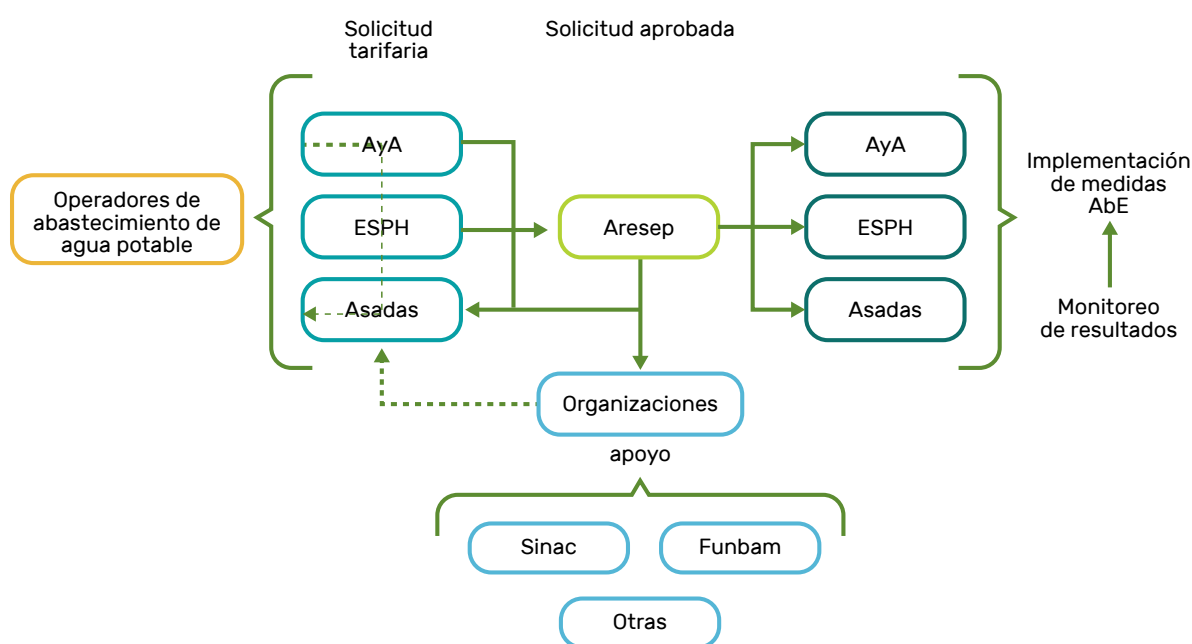 Solicitud
tarifaria
Solicitud aprobada
Operadores de
abastecimiento de
agua potable
AyA
ESPH
Asadas
Aresep
AyA
ESPH
Asadas
Implementación
de medidas
AbE
Monitoreo
de resultados
Organizaciones
apoyo
Sinac
Funbam
Otras